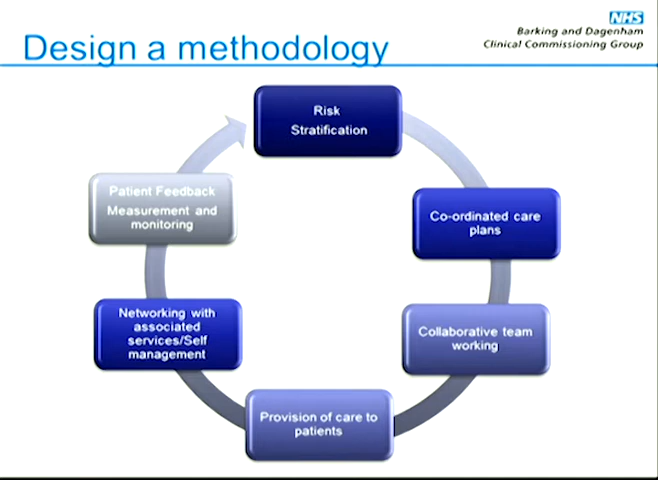 NHS
Barking and Dagenham
Clinical Commissioning Group
Design a methodology
Risk
Stratification
Co-ordinated care
plans
Collaborative team
working
Provision of care to
patients
Networking with
associated
services/Self
management
Patient Feedback
Measurement and
monitoring